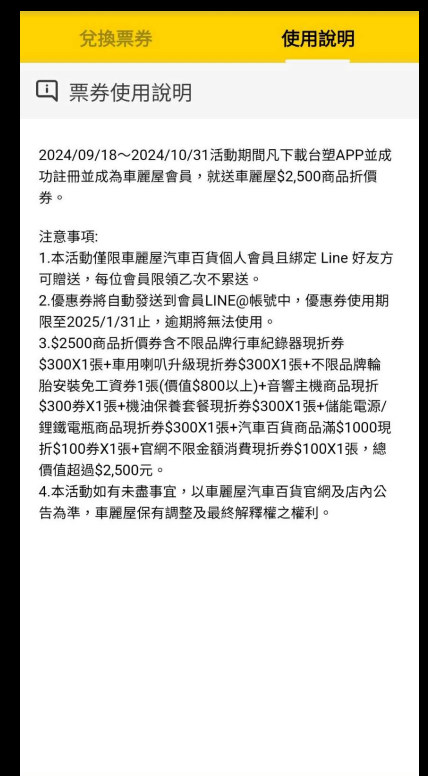 兌換票券
使用說明
票券使用說明
2024/09/18～2024/10/31活動期間凡下載台塑APP並成
功註冊並成為車麗屋會員，就送車麗屋$2,500商品折價
券。
注意事項:
1.本活動僅限車麗屋汽車百貨個人會員且綁定 Line 好友方
可贈送，每位會員限領乙次不累送。
2.優惠券將自動發送到會員LINE@帳號中，優惠券使用期
限至2025/1/31止，逾期將無法使用。
3.$2500商品折價券含不限品牌行車紀錄器現折券
$300X1張+車用喇叭升級現折券$300X1張+不限品牌輪
胎安裝免工資券1張(價值$800以上)+音響主機商品現折
$300券X1張+機油保養套餐現折券$300X1張+儲能電源/
鋰鐵電瓶商品現折券$300X1張+汽車百貨商品滿$1000現
折$100券X1張+官網不限金額消費現折券$100X1張，總
價值超過$2,500元。
4.本活動如有未盡事宜，以車麗屋汽車百貨官網及店內公
告為準，車麗屋保有調整及最終解釋權之權利。